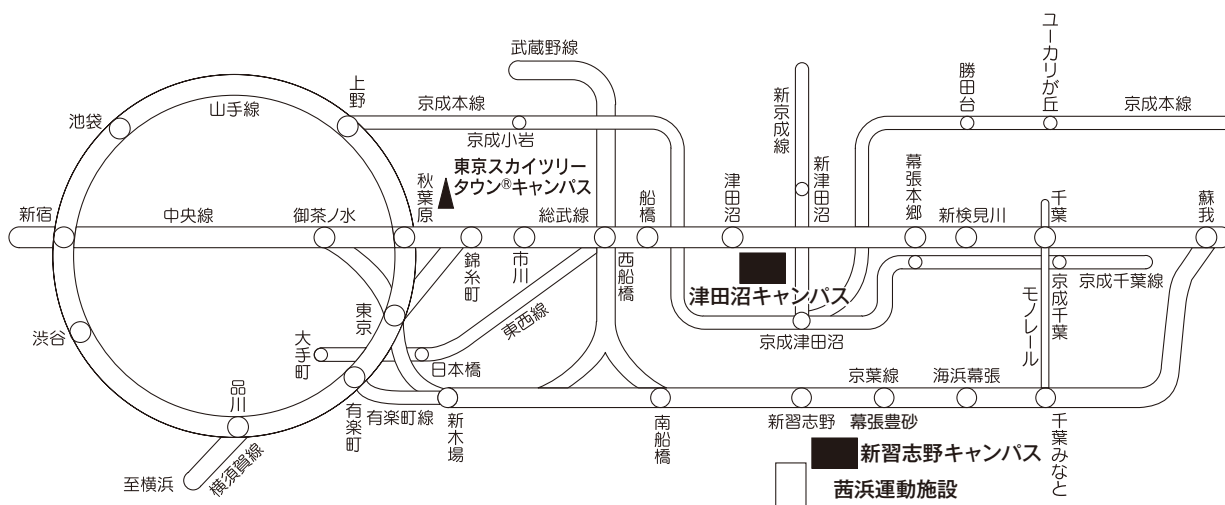 武蔵野線
ユーカリが丘
勝田台
上野
京成本線
新京成線
京成本線
山手線
池袋
京成小岩
東京スカイツリー
タウン®キャンパス
秋葉原
新津田沼
幕張本郷
船橋
津田沼
千葉
蘇我
新宿
中央線
御茶ノ水
総武線
新検見川
錦糸町
市川
西船橋
津田沼キャンパス
京成千葉
京成千葉線
モノレール
東京
東西線
渋谷
大手町
日本橋
京成津田沼
品川
有楽町
有楽町線
新木場
南船橋
新習志野
京葉線
幕張豊砂
海浜幕張
千葉みなと
至横浜
横須賀線
新習志野キャンパス
茜浜運動施設